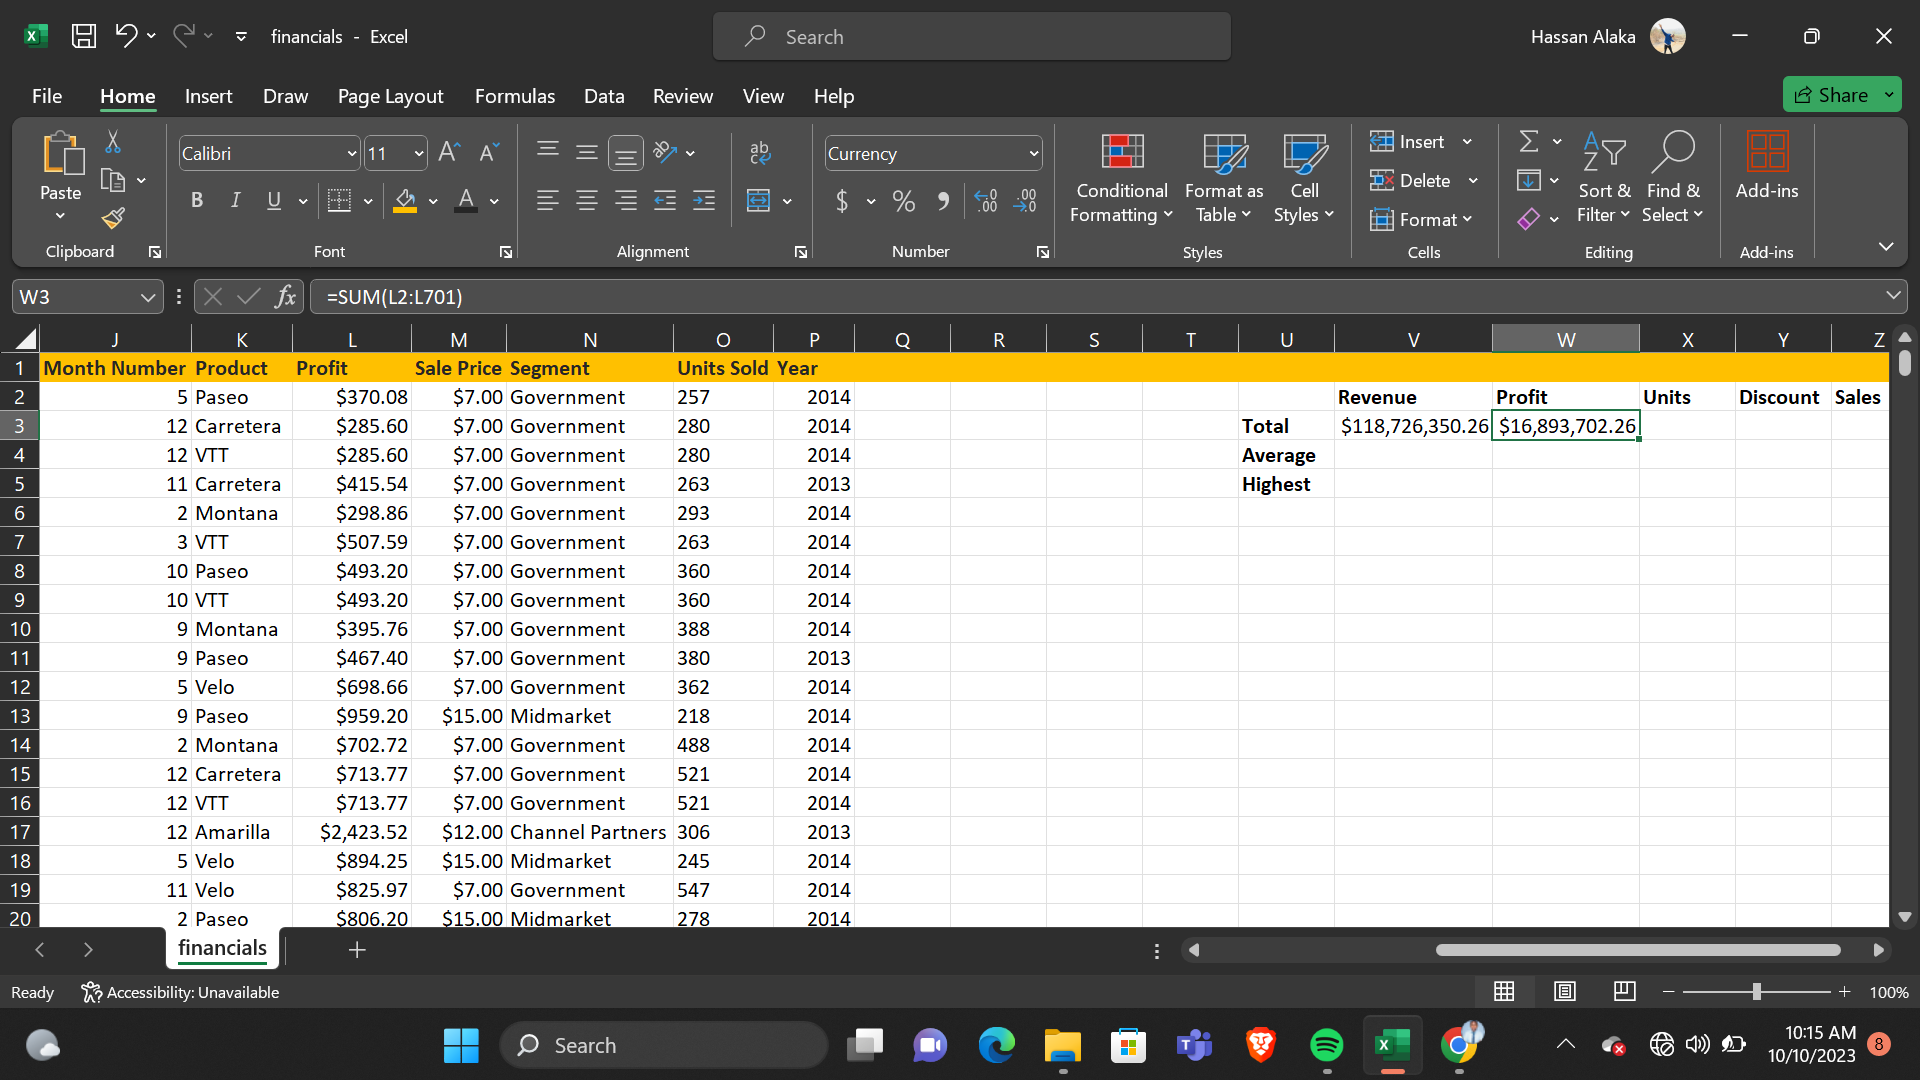 financials - Excel
Search
Hassan Alaka
File Home Insert Draw Page Layout Formulas Data Review View Help
Share
Paste
Calibri 11
Currency
Conditional Formatting
Format as Table
Cell Styles
Insert
Delete
Format
Sort & Filter
Find & Select
Add-ins
Clipboard Font Alignment Number Styles Cells Editing Add-ins
W3 fx =SUM(L2:L701)
J K L M N O P Q R S T U V W X Y Z
1 Month Number Product Profit Sale Price Segment Units Sold Year
2 5 Paseo $370.08 $7.00 Government 257 2014 Revenue Profit Units Discount Sales
3 12 Carretera $285.60 $7.00 Government 280 2014 Total $118,726,350.26 $16,893,702.26
4 12 VTT $285.60 $7.00 Government 280 2014 Average
5 11 Carretera $415.54 $7.00 Government 263 2013 Highest
6 2 Montana $298.86 $7.00 Government 293 2014
7 3 VTT $507.59 $7.00 Government 263 2014
8 10 Paseo $493.20 $7.00 Government 360 2014
9 10 VTT $493.20 $7.00 Government 360 2014
10 9 Montana $395.76 $7.00 Government 388 2014
11 9 Paseo $467.40 $7.00 Government 380 2013
12 5 Velo $698.66 $7.00 Government 362 2014
13 9 Paseo $959.20 $15.00 Midmarket 218 2014
14 2 Montana $702.72 $7.00 Government 488 2014
15 12 Carretera $713.77 $7.00 Government 521 2014
16 12 VTT $713.77 $7.00 Government 521 2014
17 12 Amarilla $2,423.52 $12.00 Channel Partners 306 2013
18 5 Velo $894.25 $15.00 Midmarket 245 2014
19 11 Velo $825.97 $7.00 Government 547 2014
20 2 Paseo $806.20 $15.00 Midmarket 278 2014
financials
Ready Accessibility: Unavailable 100%
Search
10:15 AM
10/10/2023
8